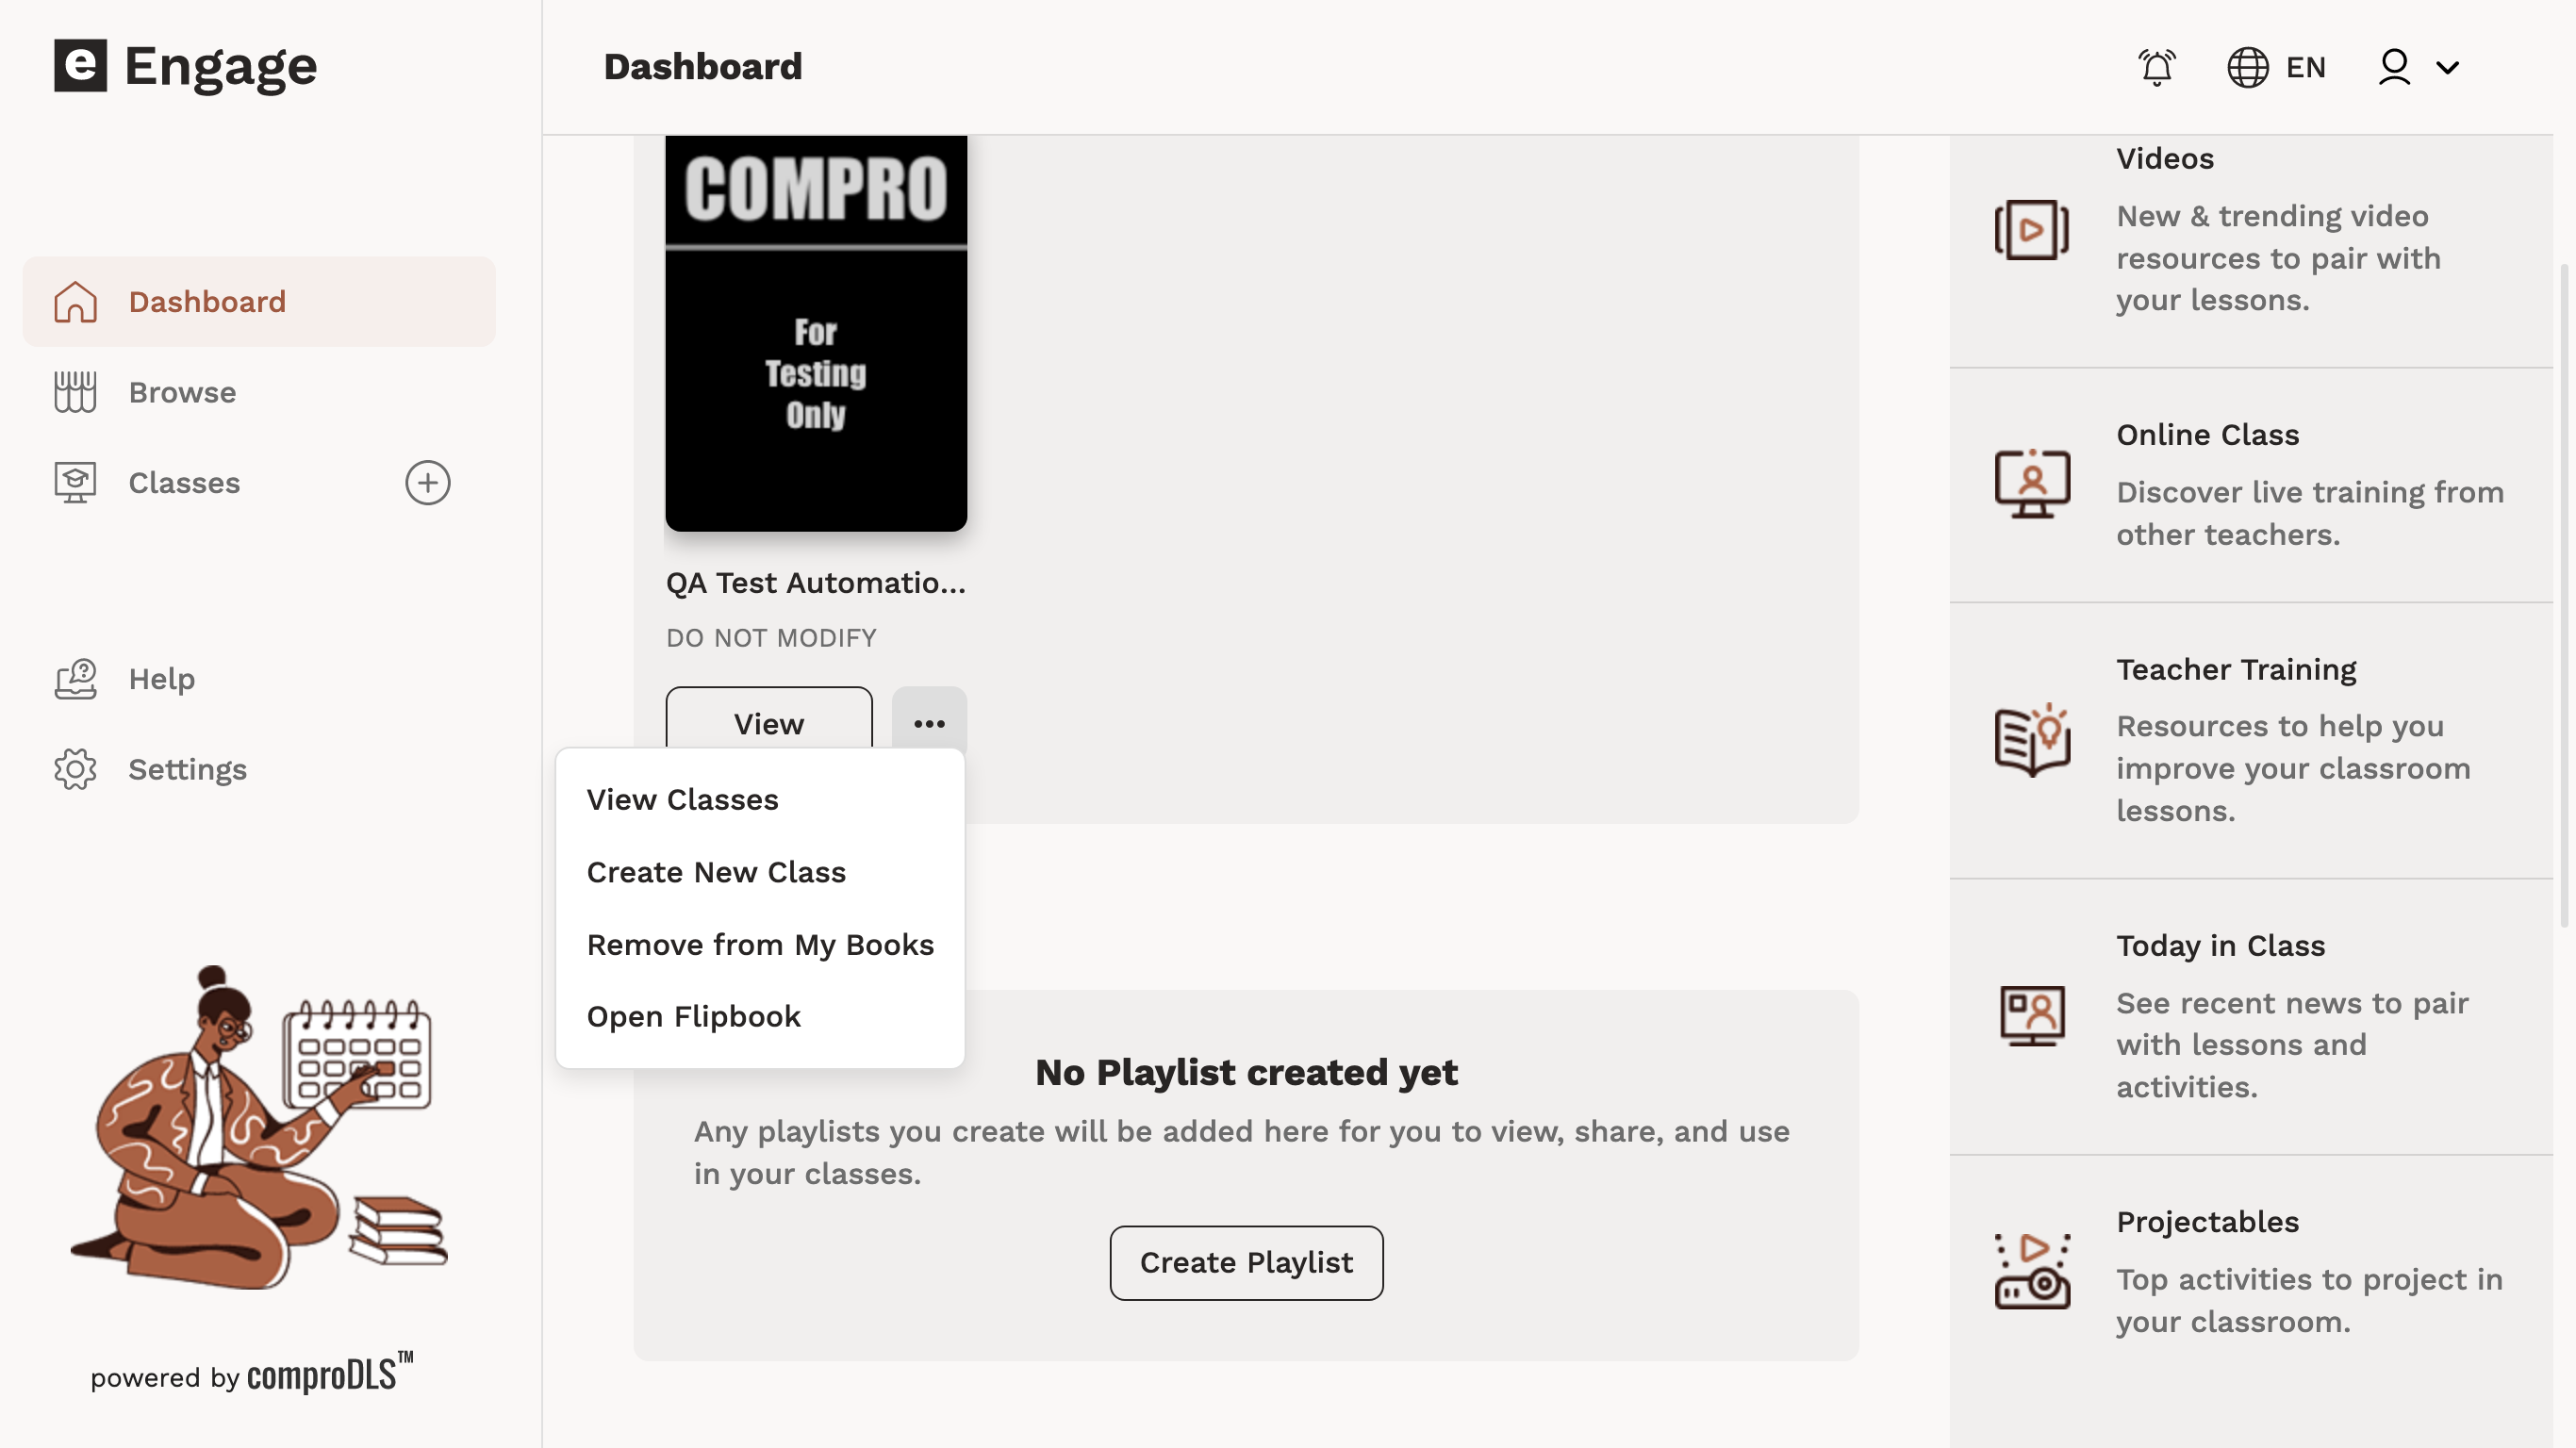 e Engage
Dashboard
EN
Dashboard
Browse
Classes
Help
Settings
powered by comproDLS™
COMPRO
For
Testing
Only
QA Test Automatio...
DO NOT MODIFY
View
View Classes
Create New Class
Remove from My Books
Open Flipbook
No Playlist created yet
Any playlists you create will be added here for you to view, share, and use
in your classes.
Create Playlist
Videos
New & trending video
resources to pair with
your lessons.
Online Class
Discover live training from
other teachers.
Teacher Training
Resources to help you
improve your classroom
lessons.
Today in Class
See recent news to pair
with lessons and
activities.
Projectables
Top activities to project in
your classroom.